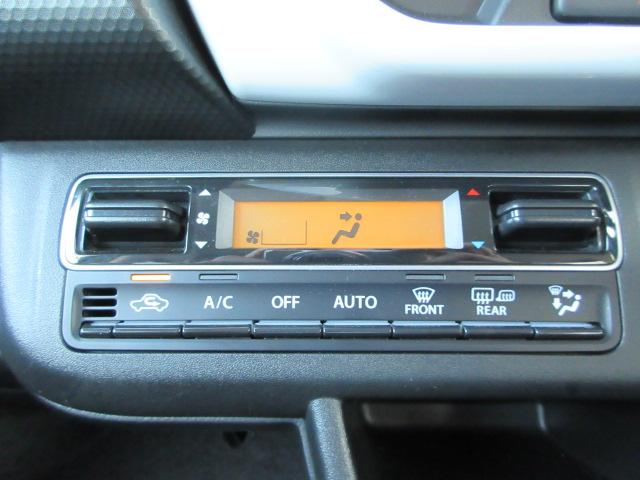 A/C OFF AUTO FRONT REAR